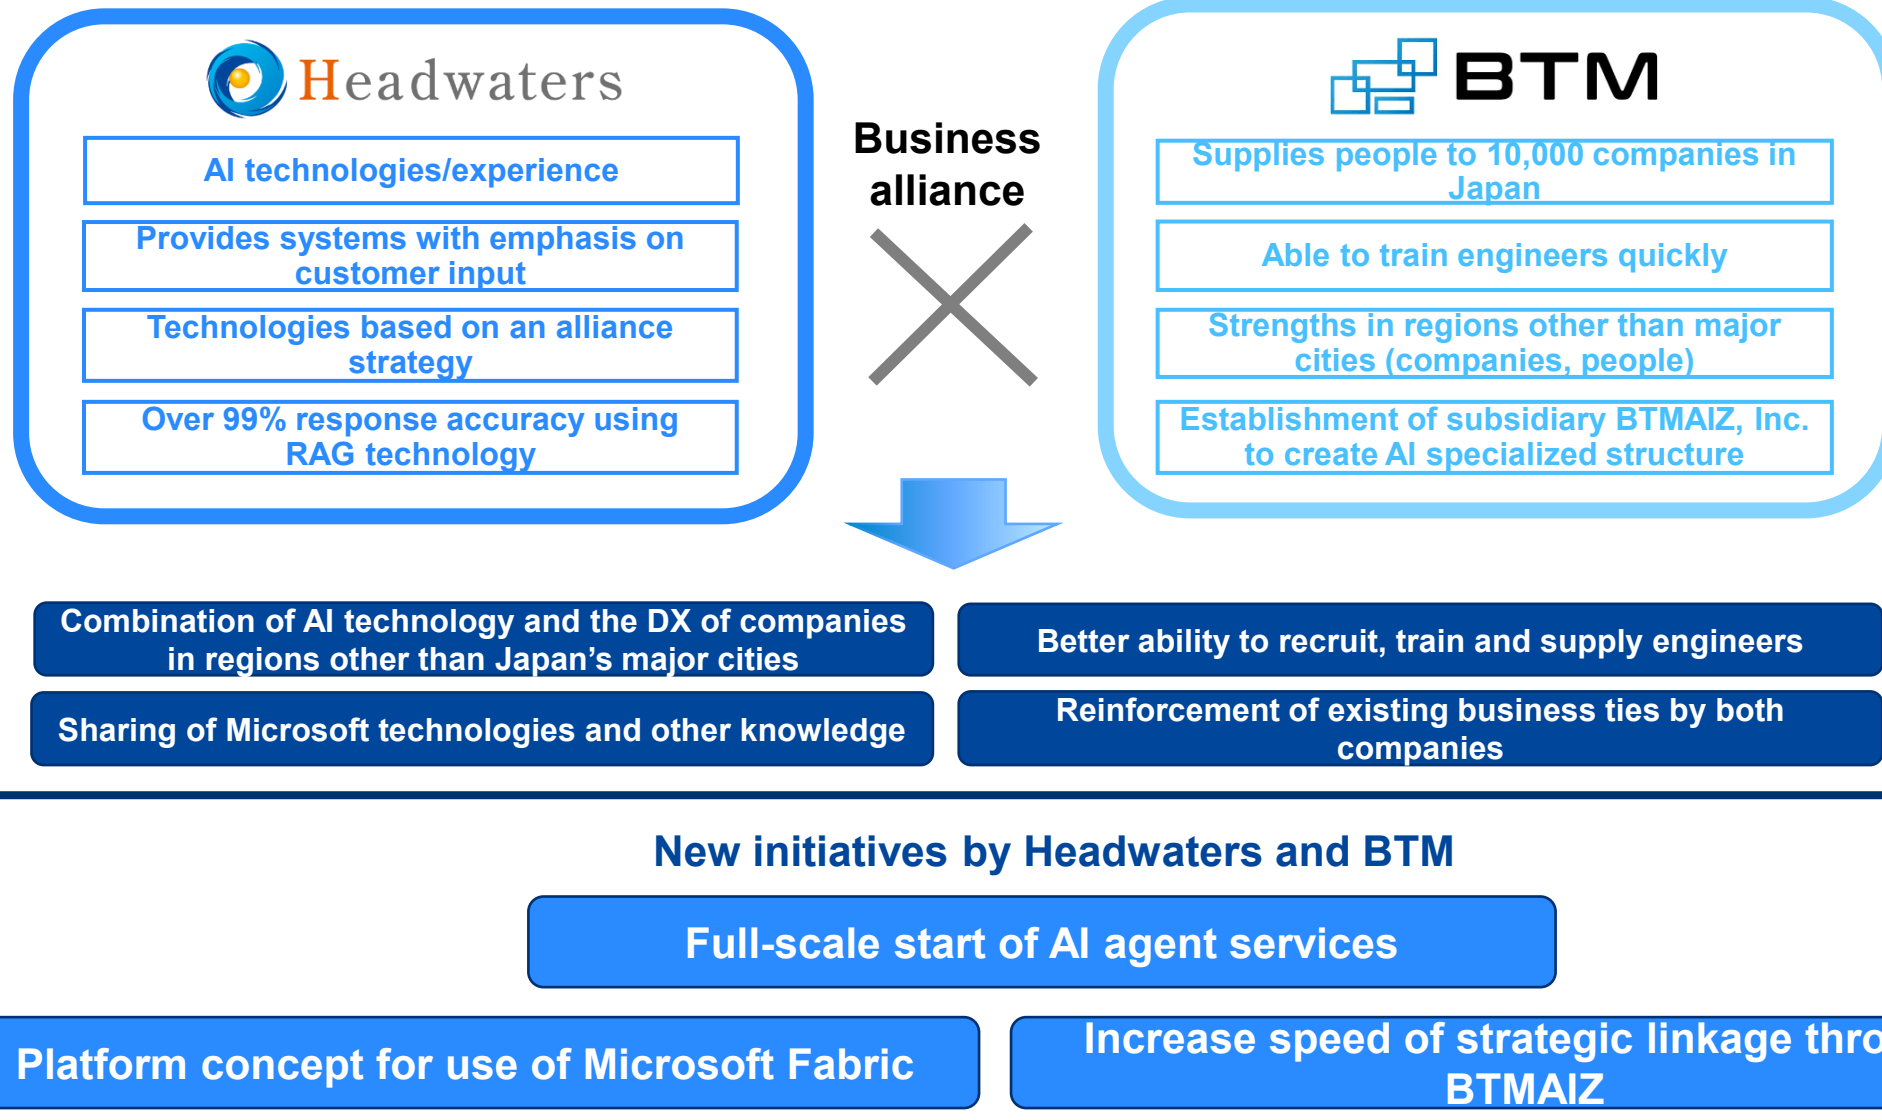 Headwaters
AI technologies/experience
Provides systems with emphasis on
customer input
Technologies based on an alliance
strategy
Over 99% response accuracy using
RAG technology
Business
alliance
BTM
Supplies people to 10,000 companies in
Japan
Able to train engineers quickly
Strengths in regions other than major
cities (companies, people)
Establishment of subsidiary BTMAIZ, Inc.
to create AI specialized structure
Combination of AI technology and the DX of companies
in regions other than Japan's major cities
Better ability to recruit, train and supply engineers
Sharing of Microsoft technologies and other knowledge
Reinforcement of existing business ties by both
companies
New initiatives by Headwaters and BTM
Full-scale start of AI agent services
Platform concept for use of Microsoft Fabric
Increase speed of strategic linkage
BTMAIZ